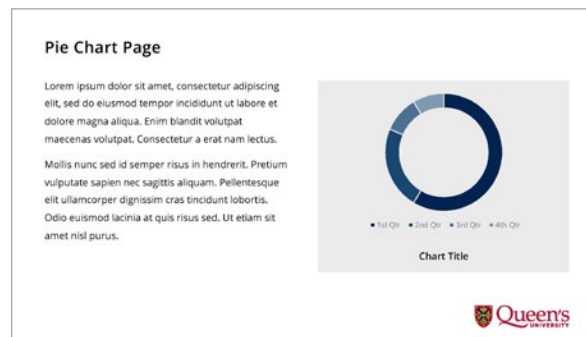 Pie Chart Page
Lorem ipsum dolor sit amet, consectetur adipiscing
elit, sed do eiusmod tempor incididunt ut labore et
dolore magna aliqua. Enim blandit volutpat
maecenas volutpat. Consectetur a erat nam lectus.
Mollis nunc sed id semper risus in hendrerit. Pretium
vulputate sapien nec sagittis aliquam. Pellentesque
elit ullamcorper dignissim cras tincidunt lobortis.
Odio euismod lacinia at quis risus sed. Ut etiam sit
amet nisl purus.
1st Qtr 2nd Qtr 3rd Qtr 4th Qtr
Chart Title
Queen's
UNIVERSITY